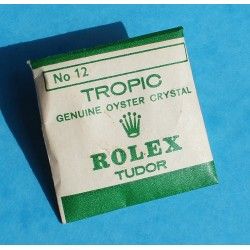 No 12
TROPIC
GENUINE OYSTER CRYSTAL
ROLEX
TUDOR